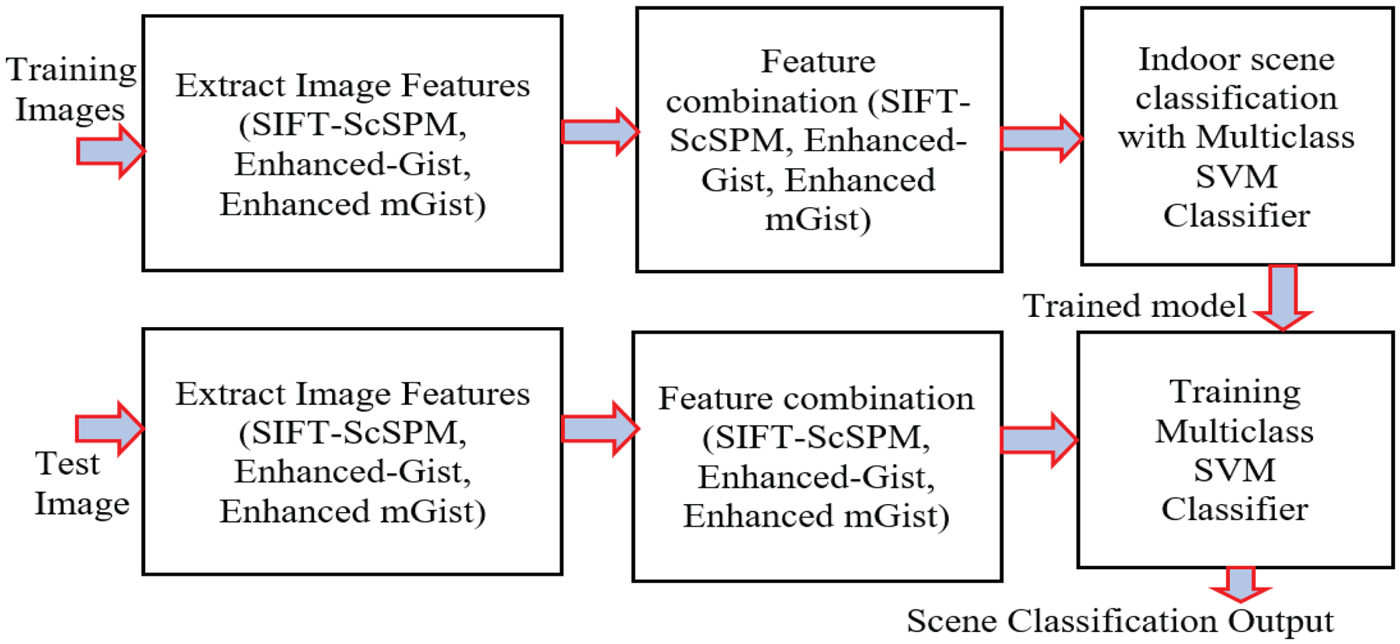 Training
Images
Extract Image Features
(SIFT-ScSPM,
Enhanced-Gist,
Enhanced mGist)
Feature
combination (SIFT-
ScSPM, Enhanced-
Gist, Enhanced
mGist)
Indoor scene
classification
with Multiclass
SVM
Classifier
Trained model
Test
Image
Extract Image Features
(SIFT-ScSPM,
Enhanced-Gist,
Enhanced mGist)
Feature combination
(SIFT-ScSPM,
Enhanced-Gist,
Enhanced mGist)
Training
Multiclass
SVM
Classifier
Scene Classification Output